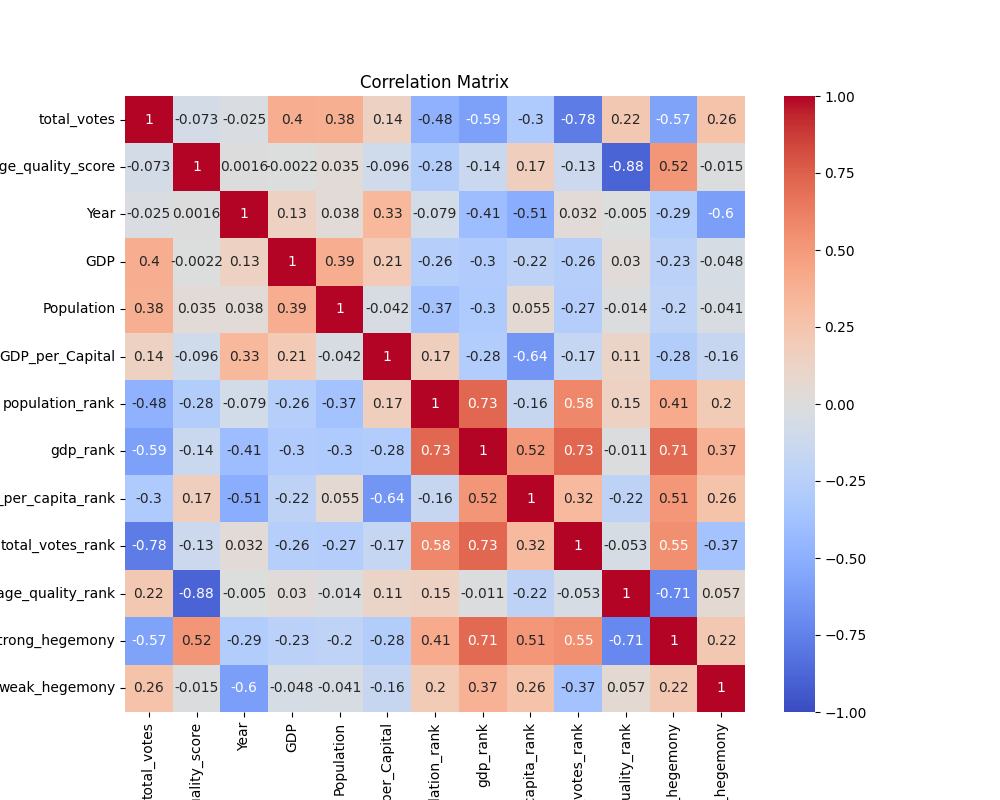 Correlation Matrix
total_votes 1 -0.073 -0.025 0.4 0.38 0.14 -0.48 -0.59 -0.3 -0.78 0.22 -0.57 0.26
ge_quality_score -0.073 1 0.0016 -0.0022 0.035 -0.096 -0.28 -0.14 0.17 -0.13 -0.88 0.52 -0.015
Year -0.025 0.0016 1 0.13 0.038 0.33 -0.079 -0.41 -0.51 0.032 -0.005 -0.29 -0.6
GDP 0.4 -0.0022 0.13 1 0.39 0.21 -0.26 -0.3 -0.22 -0.26 0.03 -0.23 -0.048
Population 0.38 0.035 0.038 0.39 1 -0.042 -0.37 -0.3 0.055 -0.27 -0.014 -0.2 -0.041
GDP_per_Capital 0.14 -0.096 0.33 0.21 -0.042 1 0.17 -0.28 -0.64 -0.17 0.11 -0.28 -0.16
population_rank -0.48 -0.28 -0.079 -0.26 -0.37 0.17 1 0.73 -0.16 0.58 0.15 0.41 0.2
gdp_rank -0.59 -0.14 -0.41 -0.3 -0.3 -0.28 0.73 1 0.52 0.73 -0.011 0.71 0.37
_per_capita_rank -0.3 0.17 -0.51 -0.22 0.055 -0.64 -0.16 0.52 1 0.32 -0.22 0.51 0.26
total_votes_rank -0.78 -0.13 0.032 -0.26 -0.27 -0.17 0.58 0.73 0.32 1 -0.053 0.55 -0.37
age_quality_rank 0.22 -0.88 -0.005 0.03 -0.014 0.11 0.15 -0.011 -0.22 -0.053 1 -0.71 0.057
trong_hegemony -0.57 0.52 -0.29 -0.23 -0.2 -0.28 0.41 0.71 0.51 0.55 -0.71 1 0.22
weak_hegemony 0.26 -0.015 -0.6 -0.048 -0.041 -0.16 0.2 0.37 0.26 -0.37 0.057 0.22 1
total_votes
ality_score
Year
GDP
Population
per_Capital
lation_rank
gdp_rank
capita_rank
votes_rank
uality_rank
_hegemony
_hegemony
1.00
0.75
0.50
0.25
0.00
−0.25
−0.50
−0.75
−1.00